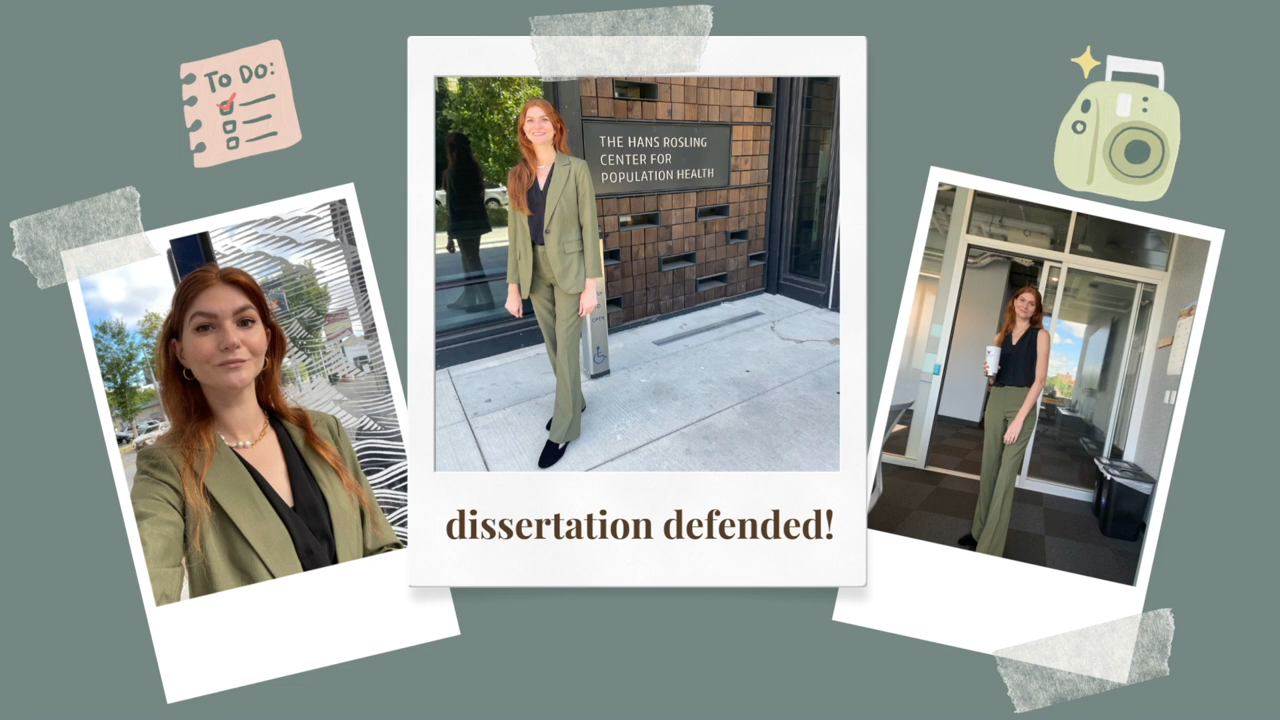 To Do:
THE HANS ROSLING
CENTER FOR
POPULATION HEALTH
dissertation defended!